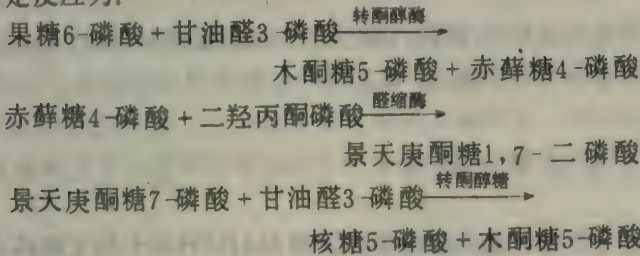 定反应为:
果糖6-磷酸+甘油醛3-磷酸 转酮醇酶
木酮糖5-磷酸+赤藓糖4-磷酸
赤藓糖4-磷酸+二羟丙酮磷酸 醛缩酶
景天庚酮糖1,7-二磷酸
景天庚酮糖7-磷酸+甘油醛3-磷酸 转酮醇糖
核糖5-磷酸+木酮糖5-磷酸